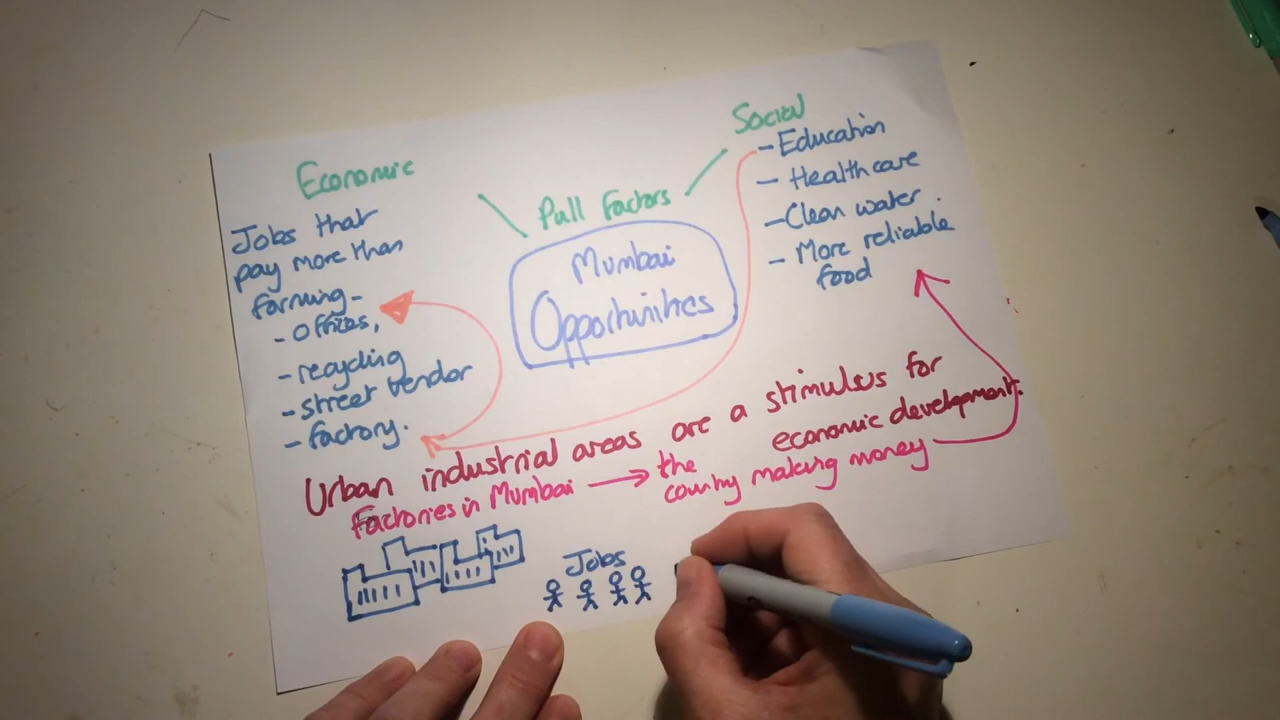 Economic
Jobs that
pay more than
farming-
- offices,
- recycling
- street vendor
- factory.
Pull Factors
Mumbai
Opportunities
Social
- Education
- Healthcare
- Clean water.
- More reliable
food
Urban industrial areas are a stimulus for
economic development.
Factories in Mumbai → the
country making money
Jobs